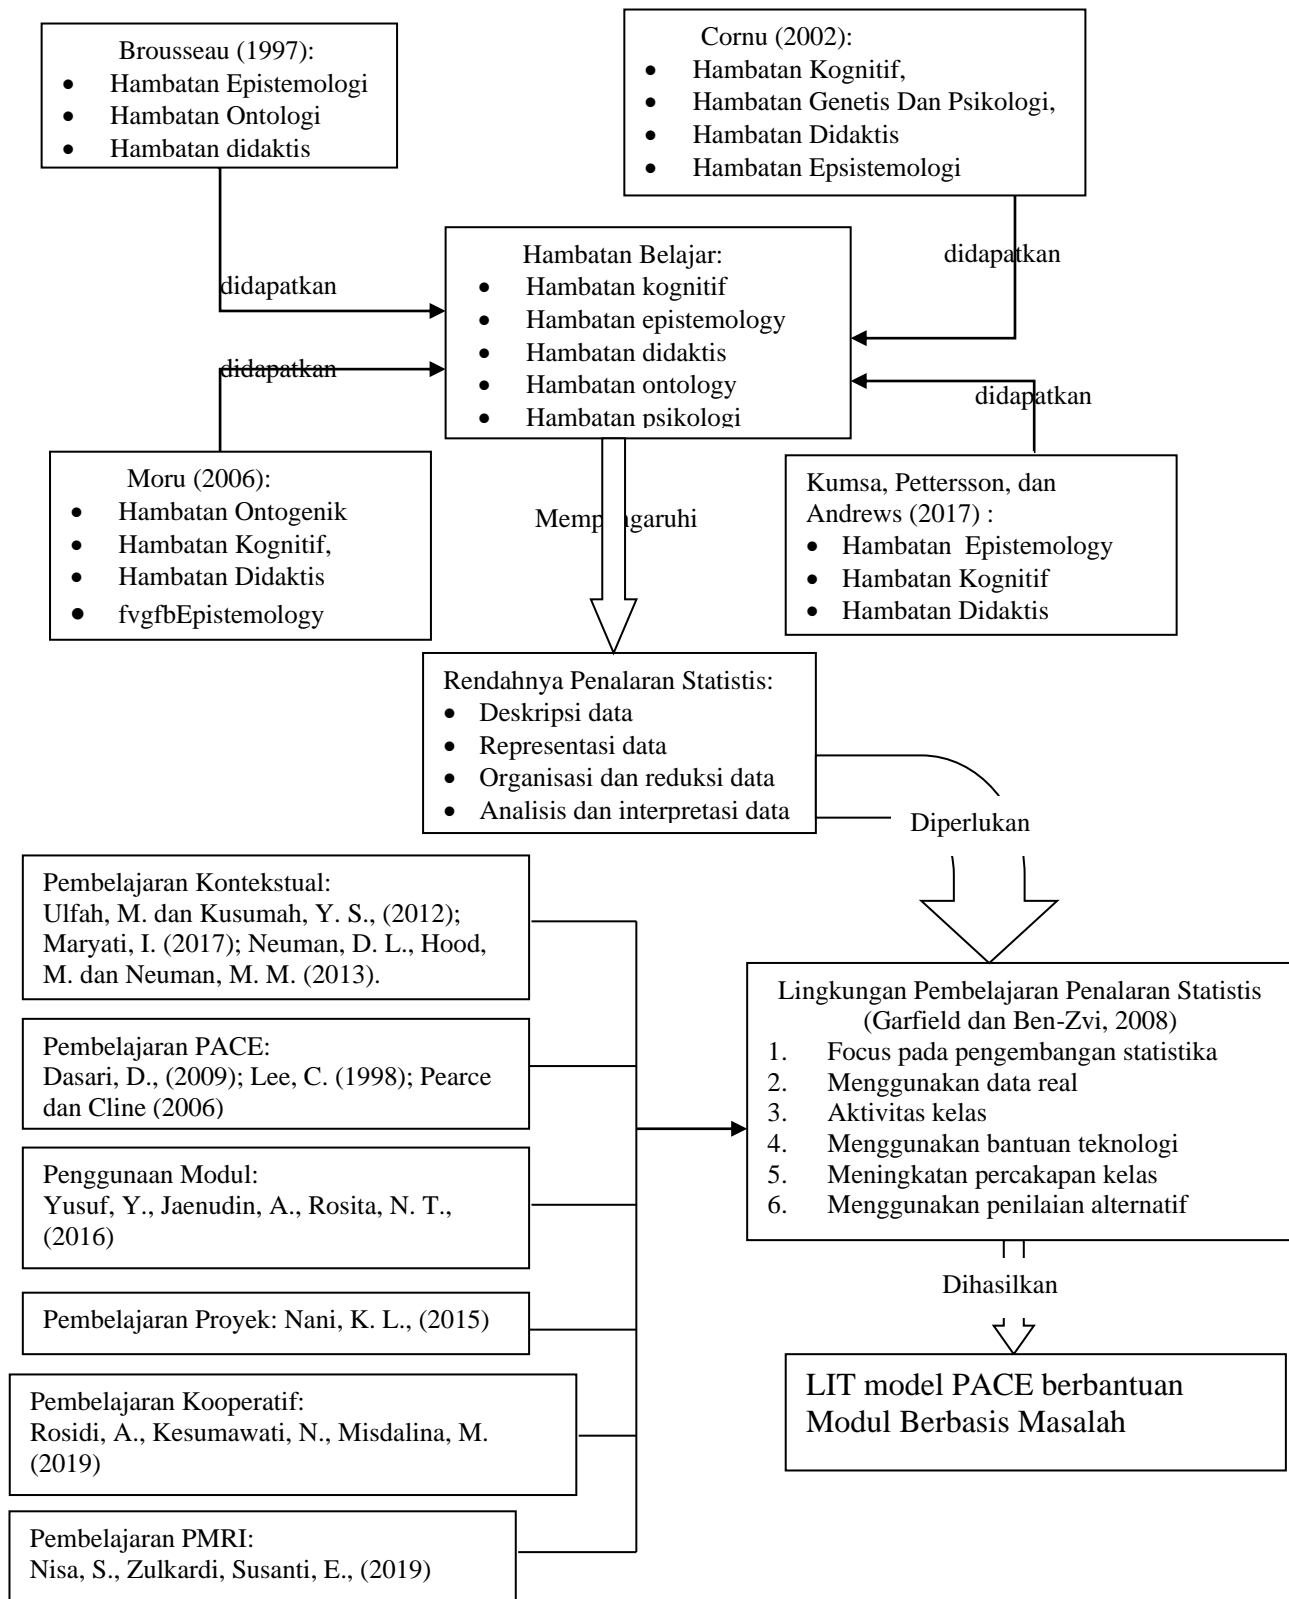 Brousseau (1997):
• Hambatan Epistemologi
• Hambatan Ontologi
• Hambatan didaktis
Cornu (2002):
• Hambatan Kognitif,
• Hambatan Genetis Dan Psikologi,
• Hambatan Didaktis
• Hambatan Epsistemologi
didapatkan
didapatkan
Hambatan Belajar:
• Hambatan kognitif
• Hambatan epistemology
• Hambatan didaktis
• Hambatan ontology
• Hambatan psikologi
didapatkan
didapatkan
Moru (2006):
• Hambatan Ontogenik
• Hambatan Kognitif,
• Hambatan Didaktis
• fvgfbEpistemology
Mempengaruhi
Kumsa, Pettersson, dan
Andrews (2017) :
• Hambatan Epistemology
• Hambatan Kognitif
• Hambatan Didaktis
Rendahnya Penalaran Statistis:
• Deskripsi data
• Representasi data
• Organisasi dan reduksi data
• Analisis dan interpretasi data
Diperlukan
Pembelajaran Kontekstual:
Ulfah, M. dan Kusumah, Y. S., (2012);
Maryati, I. (2017); Neuman, D. L., Hood,
M. dan Neuman, M. M. (2013).
Pembelajaran PACE:
Dasari, D., (2009); Lee, C. (1998); Pearce
dan Cline (2006)
Penggunaan Modul:
Yusuf, Y., Jaenudin, A., Rosita, N. T.,
(2016)
Pembelajaran Proyek: Nani, K. L., (2015)
Pembelajaran Kooperatif:
Rosidi, A., Kesumawati, N., Misdalina, M.
(2019)
Pembelajaran PMRI:
Nisa, S., Zulkardi, Susanti, E., (2019)
Lingkungan Pembelajaran Penalaran Statistis
(Garfield dan Ben-Zvi, 2008)
1. Focus pada pengembangan statistika
2. Menggunakan data real
3. Aktivitas kelas
4. Menggunakan bantuan teknologi
5. Meningkatan percakapan kelas
6. Menggunakan penilaian alternatif
Dihasilkan
LIT model PACE berbantuan
Modul Berbasis Masalah